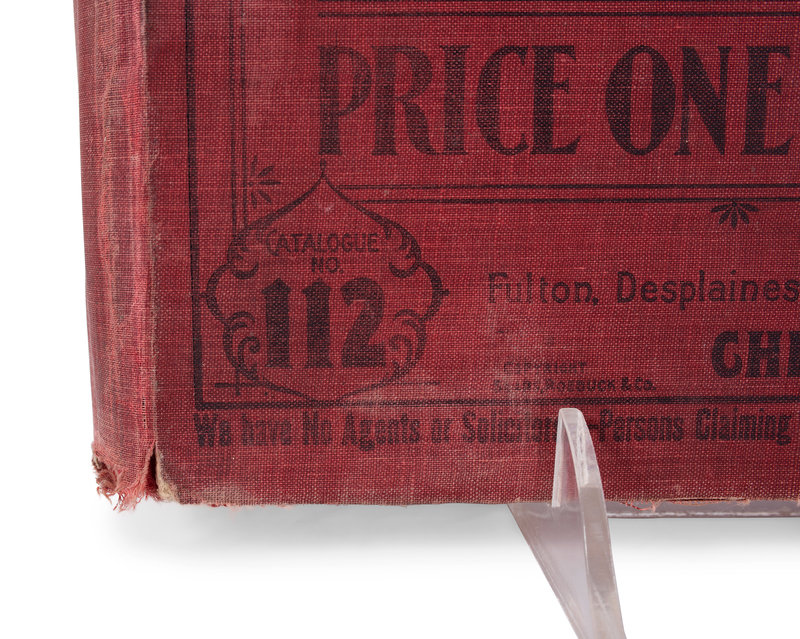 PRICE ONE
CATALOGUE
NO.
112
Fulton, Desplaines
CHI
COPYRIGHT
SEARS, ROEBUCK & CO.
We have No Agents or Solicitors—Persons Claiming